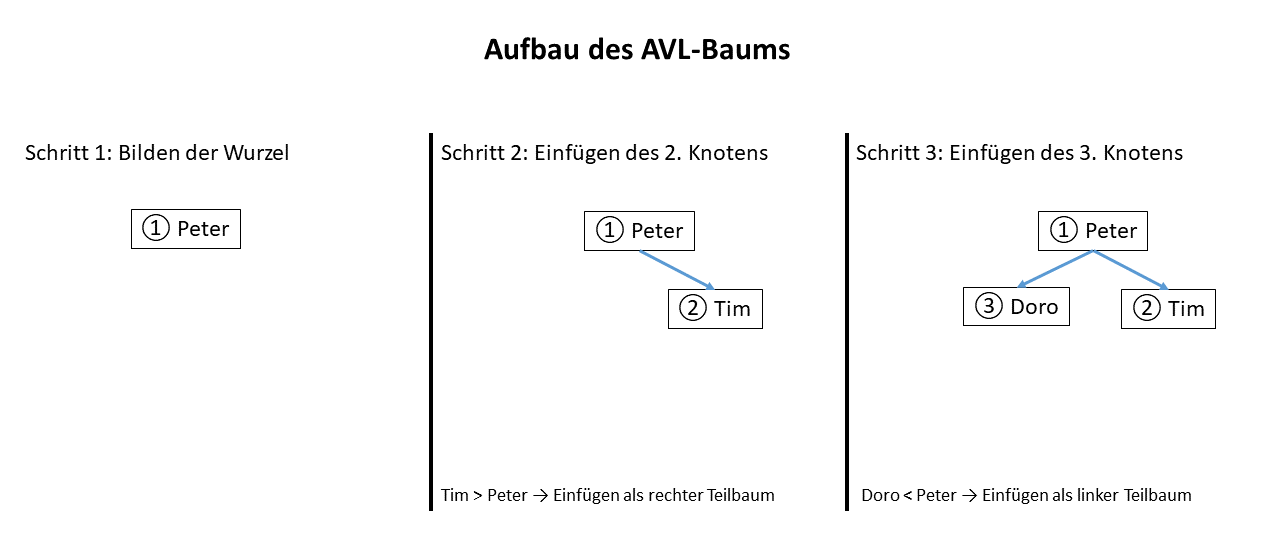 Aufbau des AVL-Baums
Schritt 1: Bilden der Wurzel
① Peter
Schritt 2: Einfügen des 2. Knotens
① Peter
② Tim
Tim > Peter → Einfügen als rechter Teilbaum
Schritt 3: Einfügen des 3. Knotens
① Peter
③ Doro
② Tim
Doro < Peter → Einfügen als linker Teilbaum